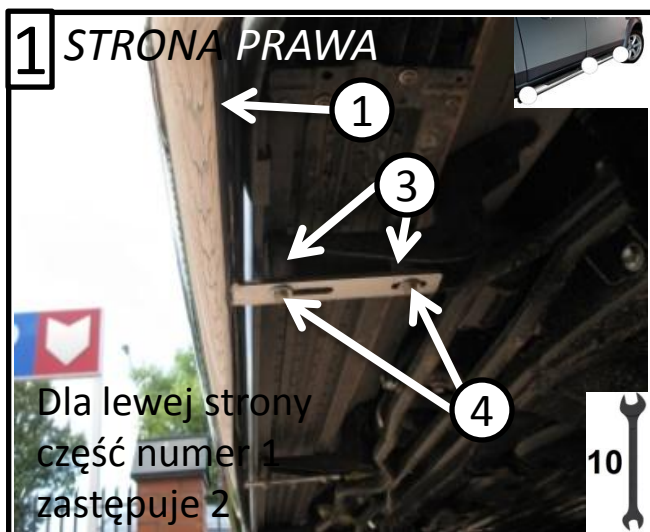 1 STRONA PRAWA
1
3
4
Dla lewej strony
część numer 1
zastępuje 2
10